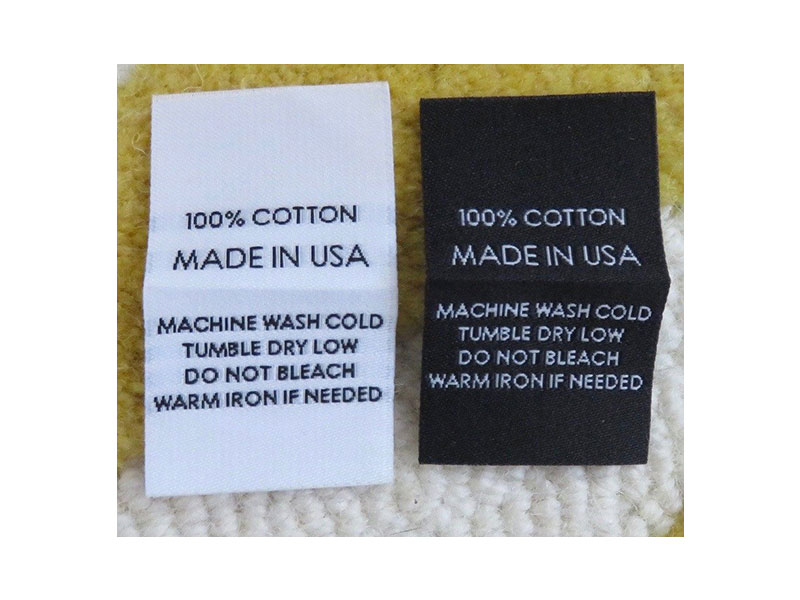 100% COTTON
MADE IN USA
MACHINE WASH COLD
TUMBLE DRY LOW
DO NOT BLEACH
WARM IRON IF NEEDED
100% COTTON
MADE IN USA
MACHINE WASH COLD
TUMBLE DRY LOW
DO NOT BLEACH
WARM IRON IF NEEDED